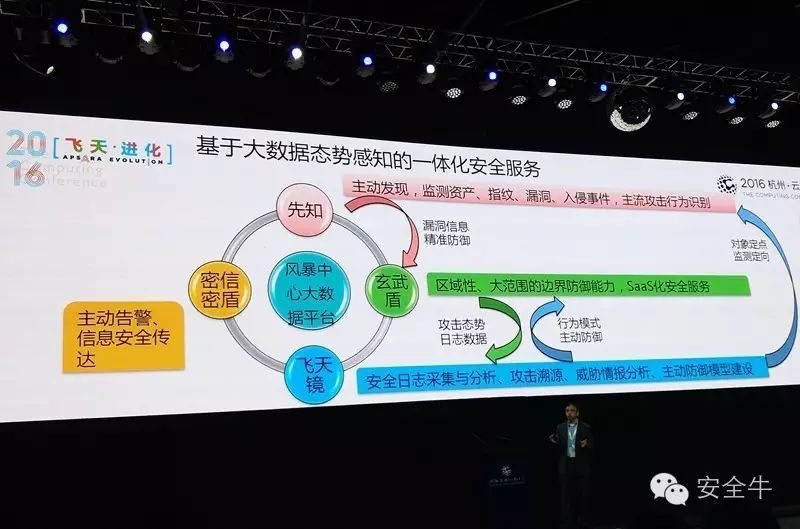 2016
[飞天·进化]
APSARA EVOLUTION
Computing
Conference
基于大数据态势感知的一体化安全服务
2016 杭州·云
THE COMPUTING CO
先知
主动发现，监测资产、指纹、漏洞、入侵事件，主流攻击行为识别
漏洞信息
精准防御
对象定点
监测定向
密信
密盾
风暴中
心大数
据平台
玄武
盾
区域性、大范围的边界防御能力，SaaS化安全服务
主动告警、
信息安全传
达
攻击态势
日志数据
行为模式
主动防御
飞天
镜
安全日志采集与分析、攻击溯源、威胁情报分析、主动防御模型建设
安全牛